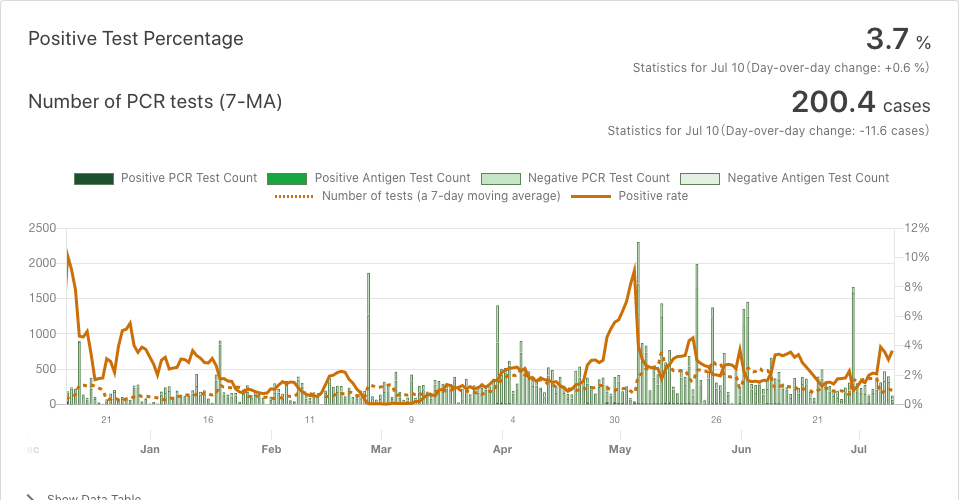 Positive Test Percentage
3.7 %
Statistics for Jul 10(Day-over-day change: +0.6 %)
Number of PCR tests (7-MA)
200.4 cases
Statistics for Jul 10(Day-over-day change: -11.6 cases)
Positive PCR Test Count Positive Antigen Test Count Negative PCR Test Count Negative Antigen Test Count
Number of tests (a 7-day moving average) Positive rate
2500 12%
2000 10%
1500 8%
6%
1000 4%
500 2%
0 0%
21 16 11 9 4 30 26 21
ec Jan Feb Mar Apr May Jun Jul
Show Data Table